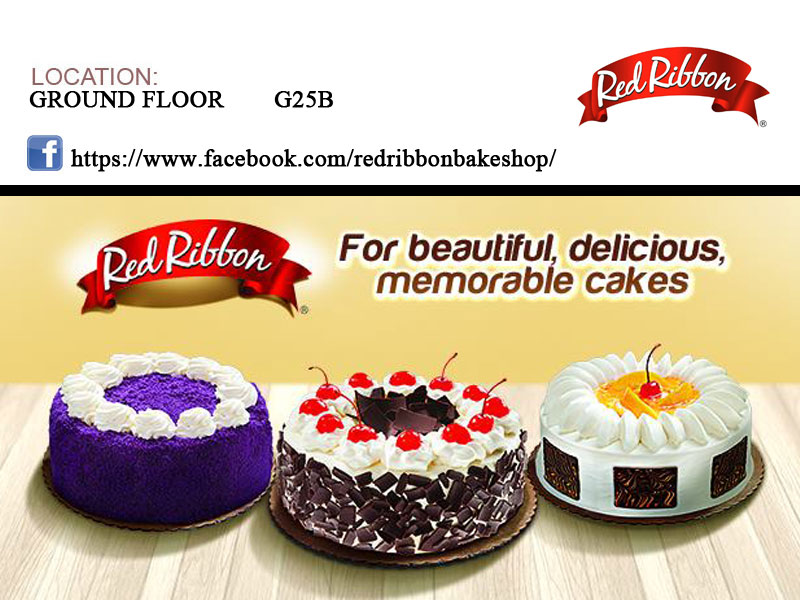 LOCATION:
GROUND FLOOR G25B
Red Ribbon
®
f https://www.facebook.com/redribbonbakeshop/
Red Ribbon
®
For beautiful, delicious,
memorable cakes